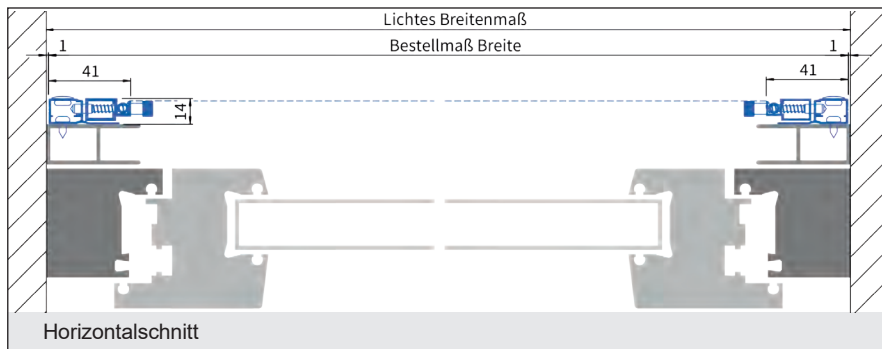 Lichtes Breitenmaß
1 Bestellmaß Breite 1
41 41
14
Horizontalschnitt